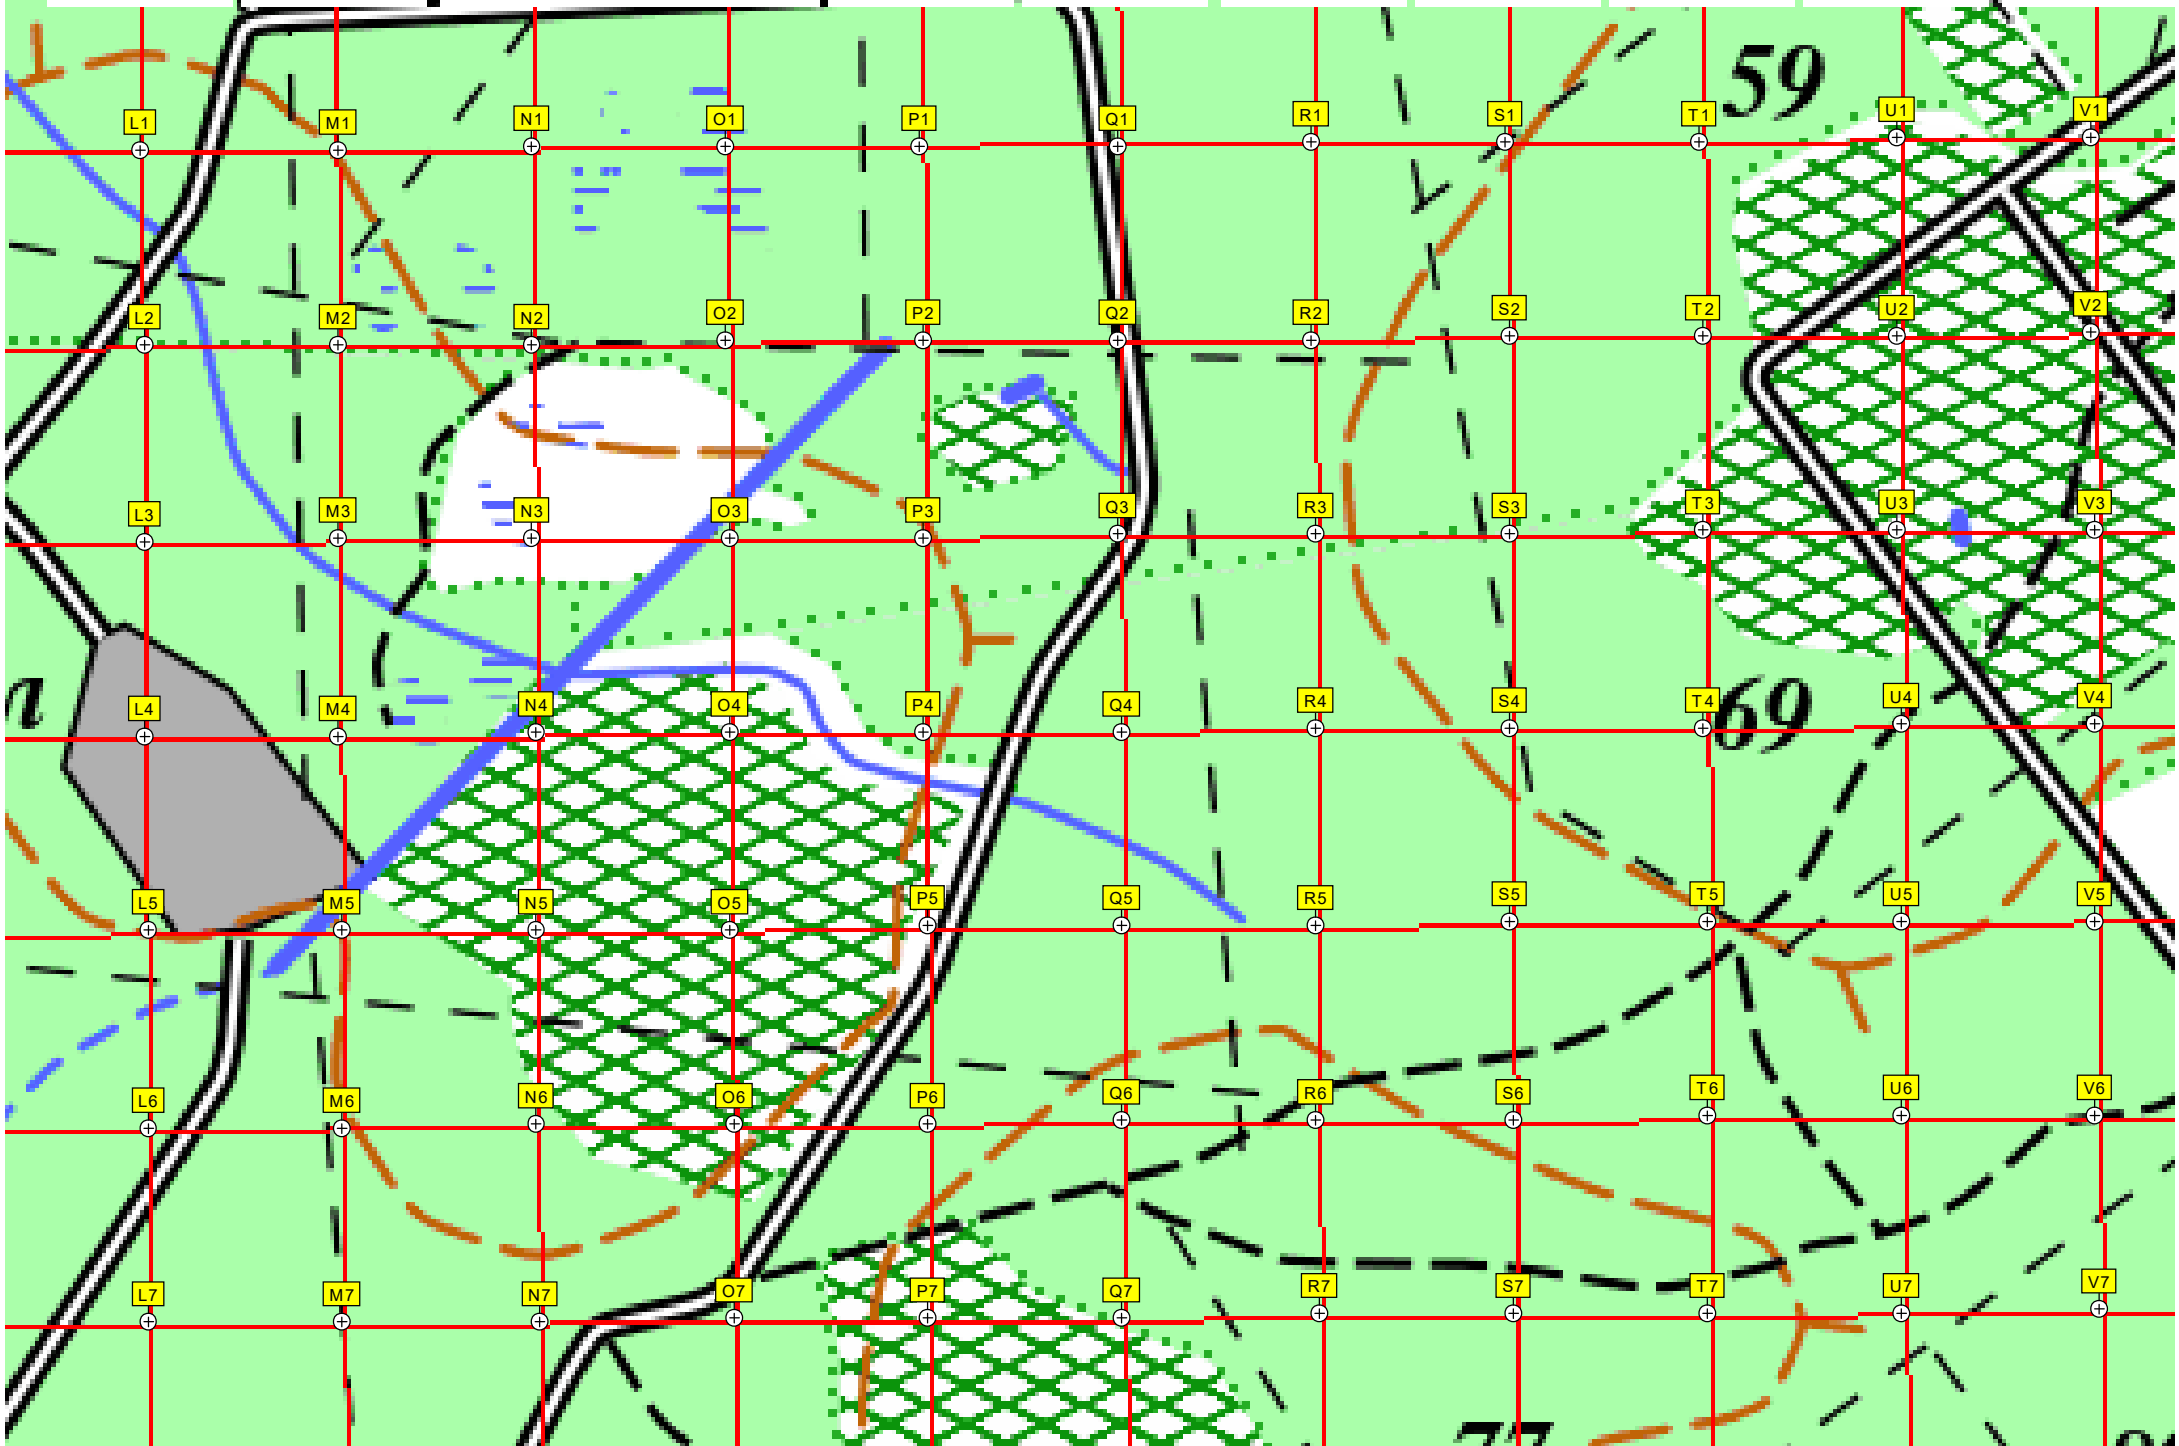 59
L1 M1 N1 O1 P1 Q1 R1 S1 T1 U1 V1
L2 M2 N2 O2 P2 Q2 R2 S2 T2 U2 V2
L3 M3 N3 O3 P3 Q3 R3 S3 T3 U3 V3
L4 M4 N4 O4 P4 Q4 R4 S4 T4 U4 V4
69
L5 M5 N5 O5 P5 Q5 R5 S5 T5 U5 V5
L6 M6 N6 O6 P6 Q6 R6 S6 T6 U6 V6
L7 M7 N7 O7 P7 Q7 R7 S7 T7 U7 V7
77